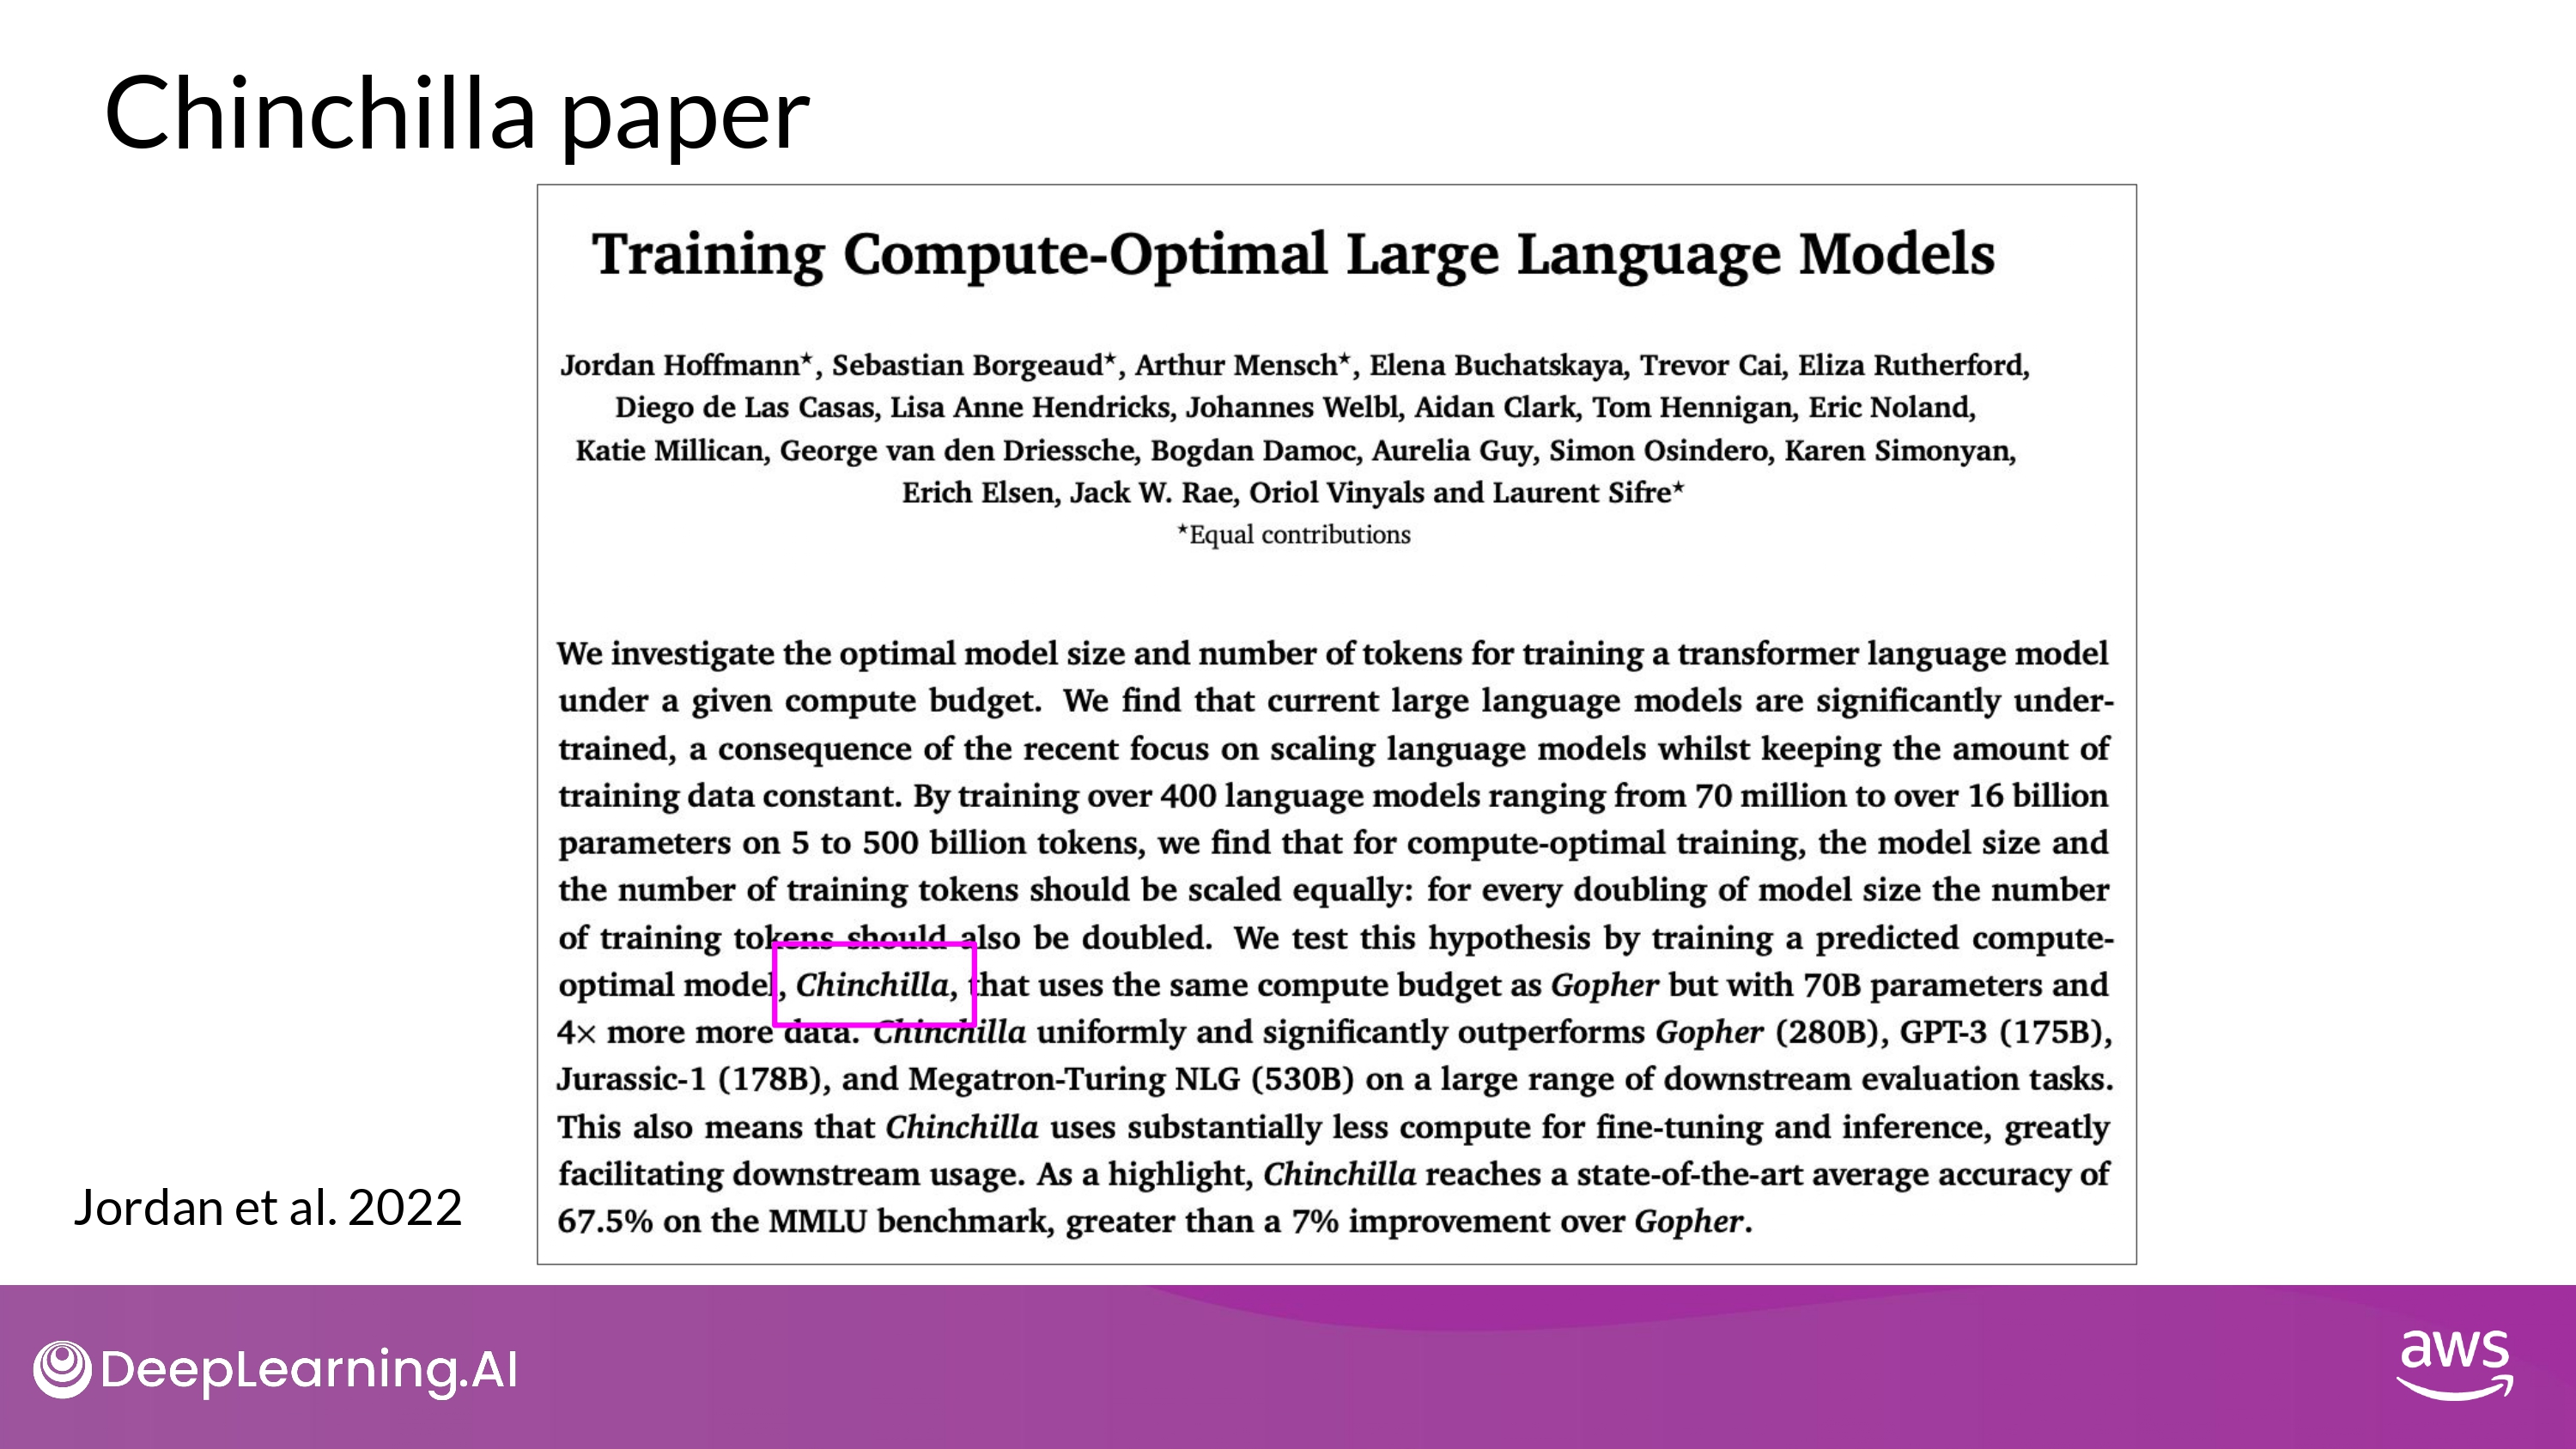 Chinchilla paper
Training Compute-Optimal Large Language Models
Jordan Hoffmann★, Sebastian Borgeaud★, Arthur Mensch★, Elena Buchatskaya, Trevor Cai, Eliza Rutherford,
Diego de Las Casas, Lisa Anne Hendricks, Johannes Welbl, Aidan Clark, Tom Hennigan, Eric Noland,
Katie Millican, George van den Driessche, Bogdan Damoc, Aurelia Guy, Simon Osindero, Karen Simonyan,
Erich Elsen, Jack W. Rae, Oriol Vinyals and Laurent Sifre★
★Equal contributions
We investigate the optimal model size and number of tokens for training a transformer language model
under a given compute budget. We find that current large language models are significantly under-
trained, a consequence of the recent focus on scaling language models whilst keeping the amount of
training data constant. By training over 400 language models ranging from 70 million to over 16 billion
parameters on 5 to 500 billion tokens, we find that for compute-optimal training, the model size and
the number of training tokens should be scaled equally: for every doubling of model size the number
of training tokens should also be doubled. We test this hypothesis by training a predicted compute-
optimal model, Chinchilla, that uses the same compute budget as Gopher but with 70B parameters and
4× more more data. Chinchilla uniformly and significantly outperforms Gopher (280B), GPT-3 (175B),
Jurassic-1 (178B), and Megatron-Turing NLG (530B) on a large range of downstream evaluation tasks.
This also means that Chinchilla uses substantially less compute for fine-tuning and inference, greatly
facilitating downstream usage. As a highlight, Chinchilla reaches a state-of-the-art average accuracy of
67.5% on the MMLU benchmark, greater than a 7% improvement over Gopher.
Jordan et al. 2022
DeepLearning.AI
aws